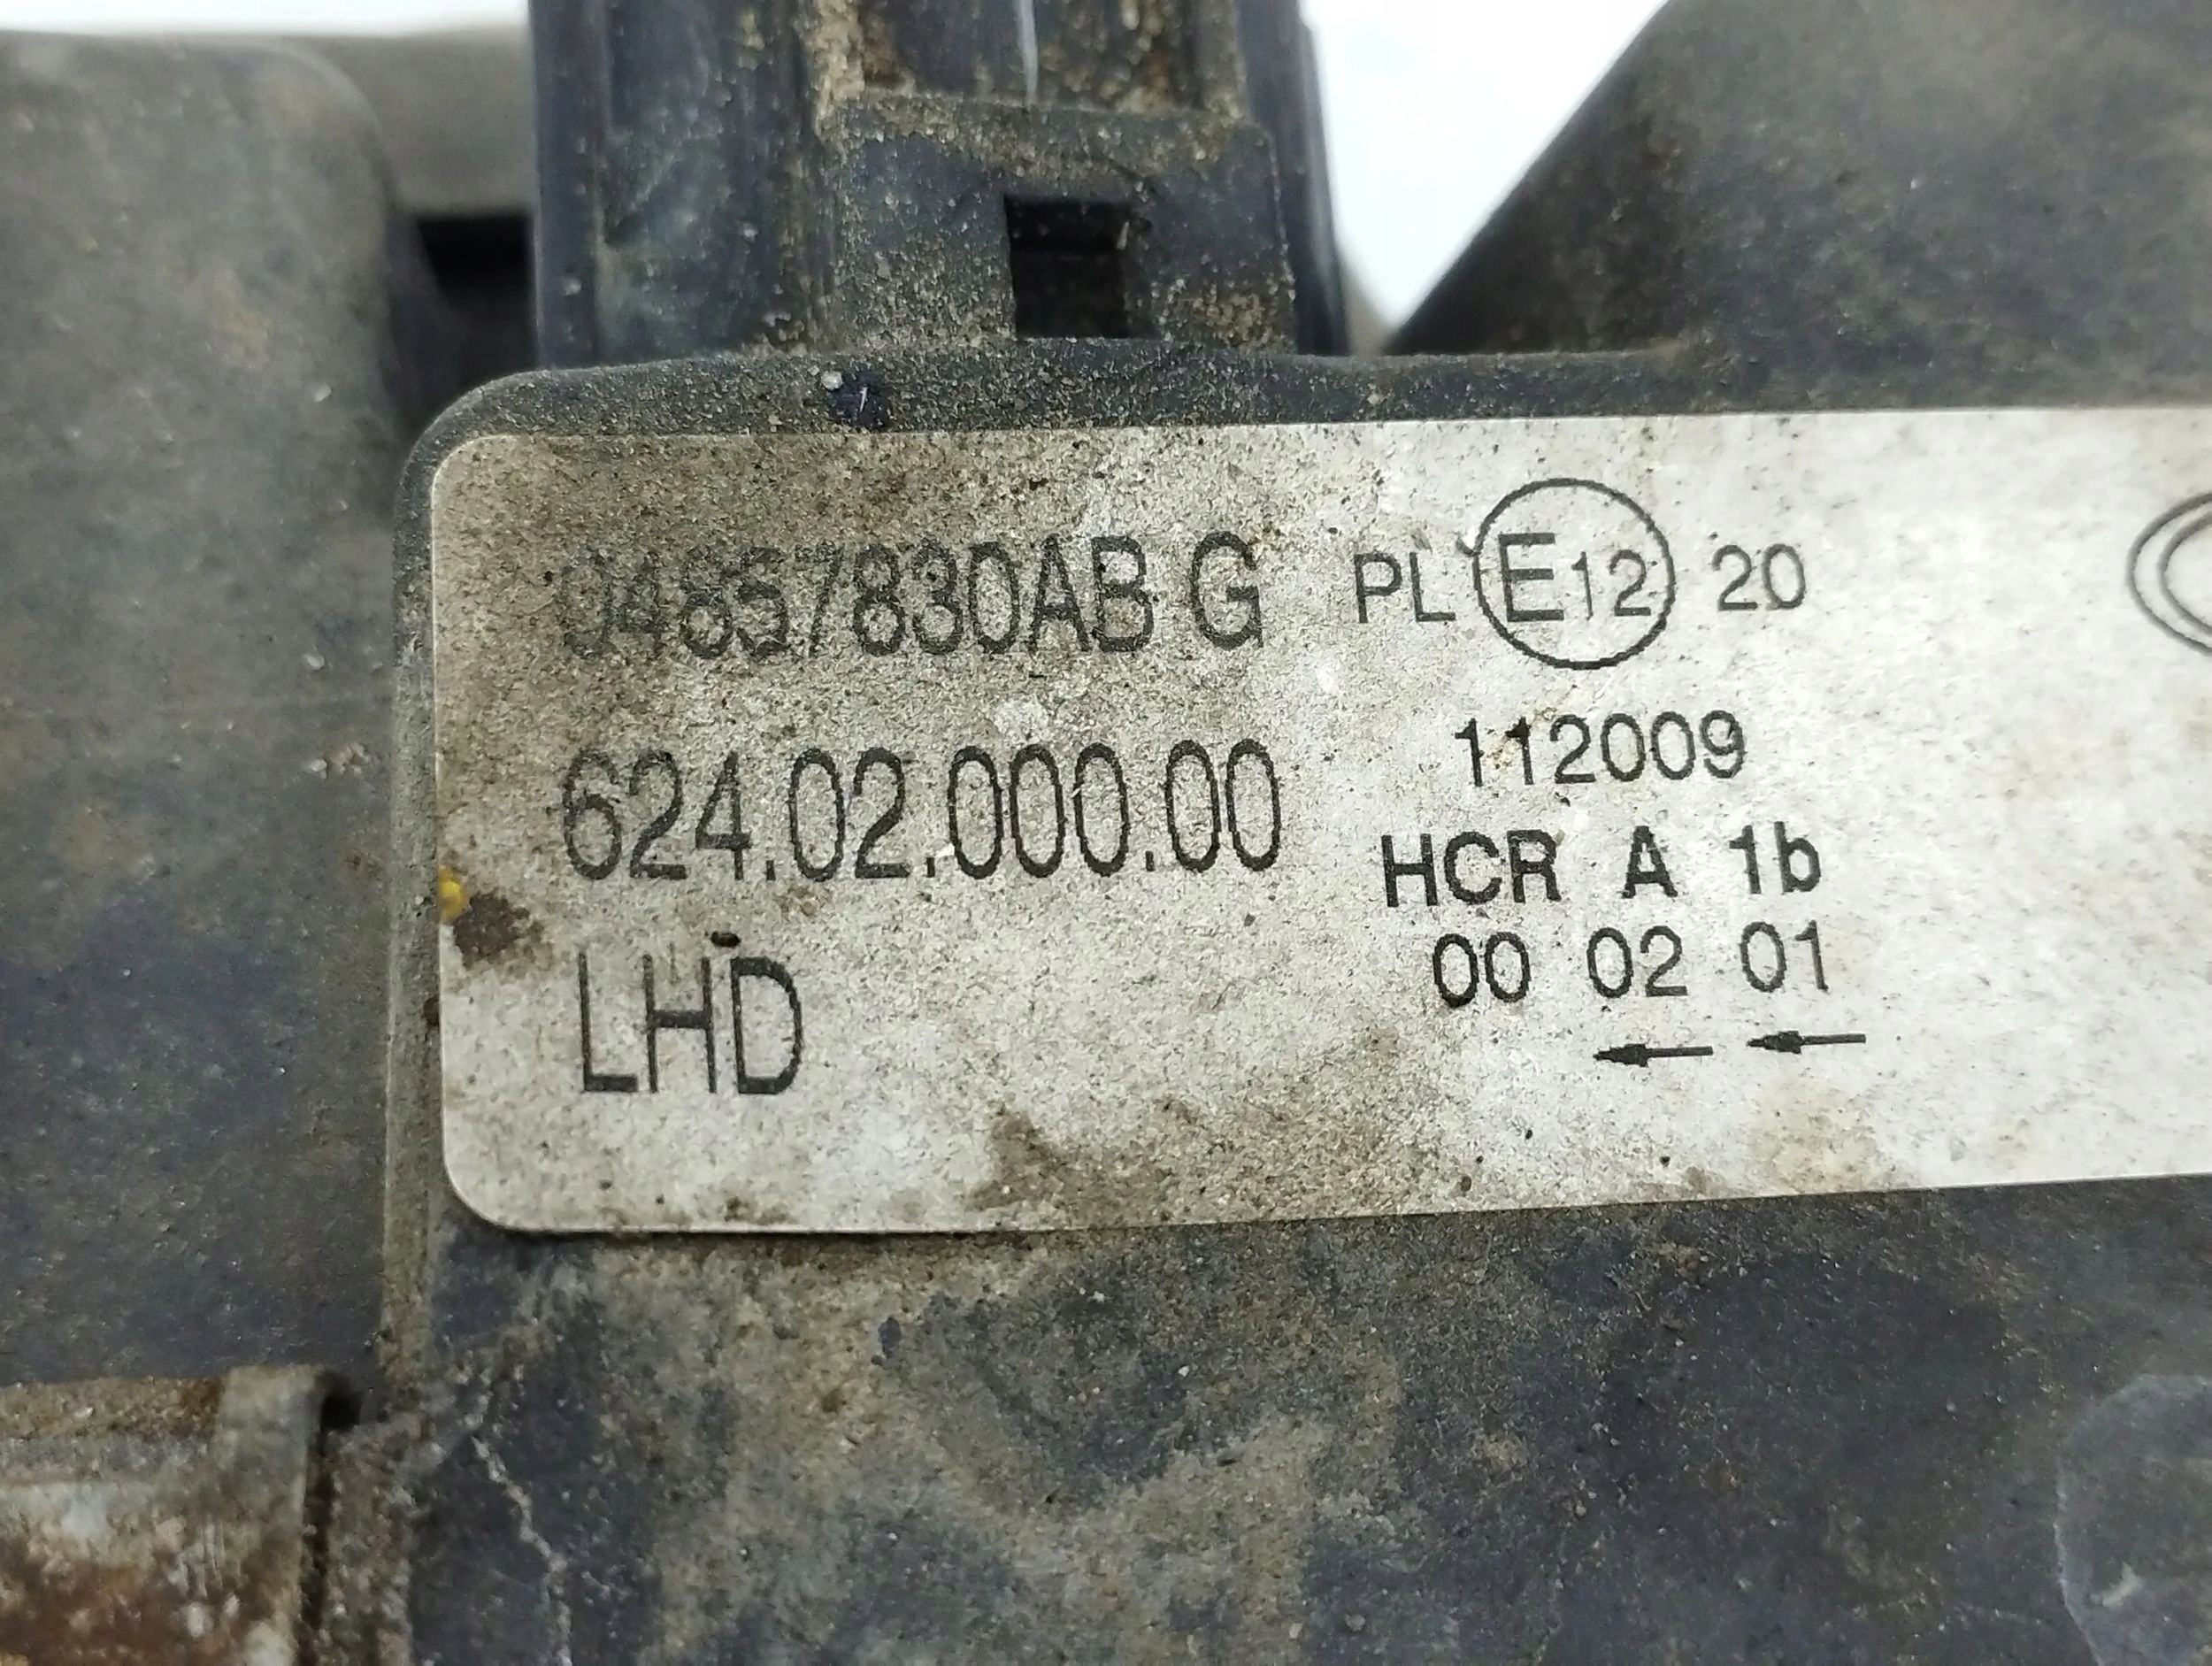 04857830AB G PL E12 20
112009
624.02.000.00
HCR A 1b
00 02 01
LHD